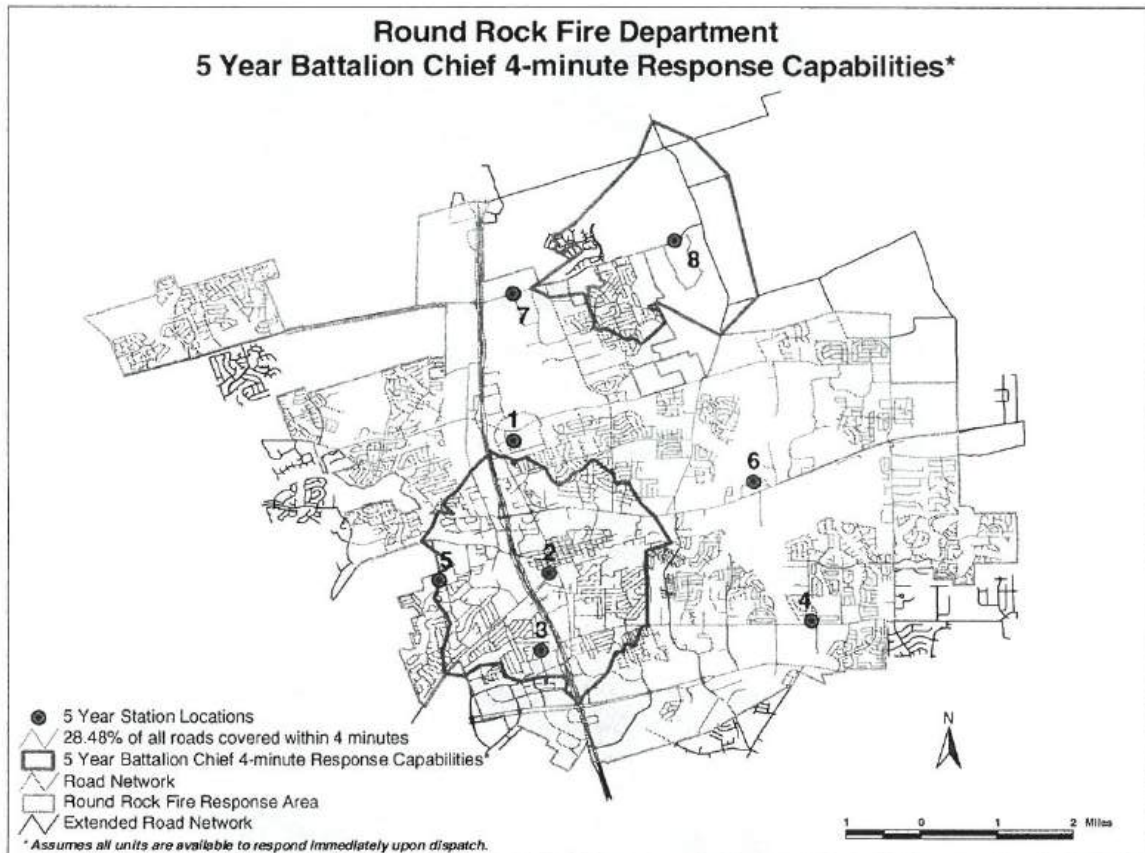 Round Rock Fire Department
5 Year Battalion Chief 4-minute Response Capabilities*
8
7
1
6
2
5
4
3
5 Year Station Locations
28.48% of all roads covered within 4 minutes
5 Year Battalion Chief 4-minute Response Capabilities*
Road Network
Round Rock Fire Response Area
Extended Road Network
* Assumes all units are available to respond immediately upon dispatch.
N
1 0 1 2 Miles